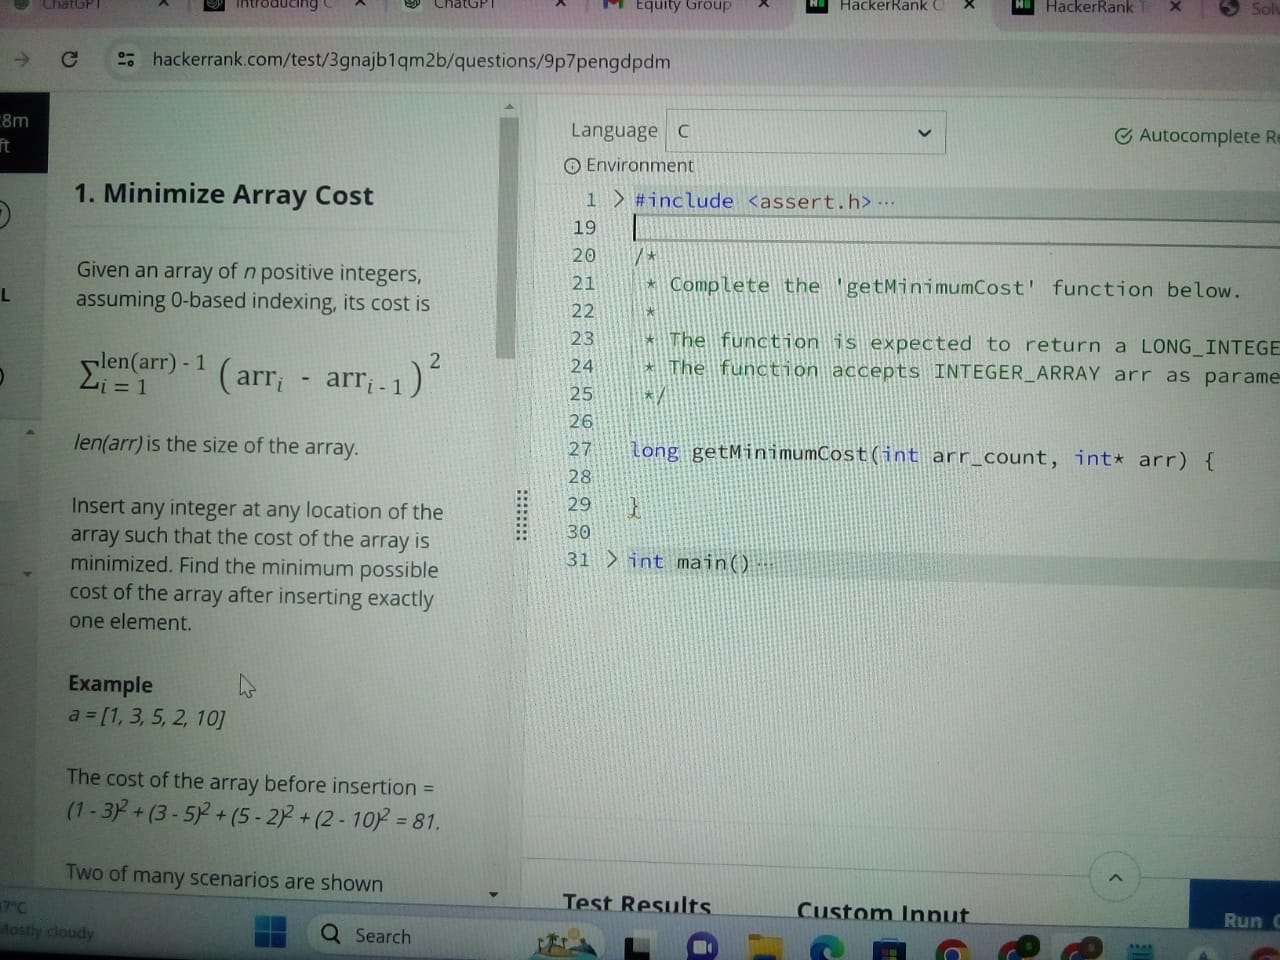 ChatGPT
Introducing C
ChatGPT
Equity Group
HackerRank C
HackerRank T
hackerrank.com/test/3gnajb1qm2b/questions/9p7pengdpdm
8m
ft
L
1. Minimize Array Cost
Given an array of n positive integers,
assuming 0-based indexing, its cost is
∑ len(arr) - 1 i = 1 ( arr i - arr i - 1 ) 2
len(arr) is the size of the array.
Insert any integer at any location of the
array such that the cost of the array is
minimized. Find the minimum possible
cost of the array after inserting exactly
one element.
Example
a = [1, 3, 5, 2, 10]
The cost of the array before insertion =
(1 - 3)² + (3 - 5)² + (5 - 2)² + (2 - 10)² = 81.
Two of many scenarios are shown
Language C
Autocomplete Re
Environment
1 #include <assert.h>···
19
20 /*
21 * Complete the 'getMinimumCost' function below.
22 *
23 * The function is expected to return a LONG_INTEGE
24 * The function accepts INTEGER_ARRAY arr as parame
25 */
26
27 long getMinimumCost(int arr_count, int* arr) {
28
29 }
30
31 int main()···
Test Results
Custom Input
Run
7°C
Mostly cloudy
Search